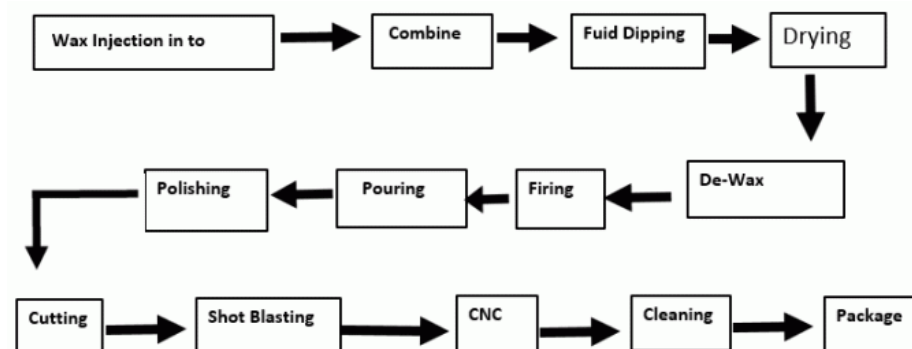 Wax Injection in to
Combine
Fuid Dipping
Drying
De-Wax
Firing
Pouring
Polishing
Cutting
Shot Blasting
CNC
Cleaning
Package